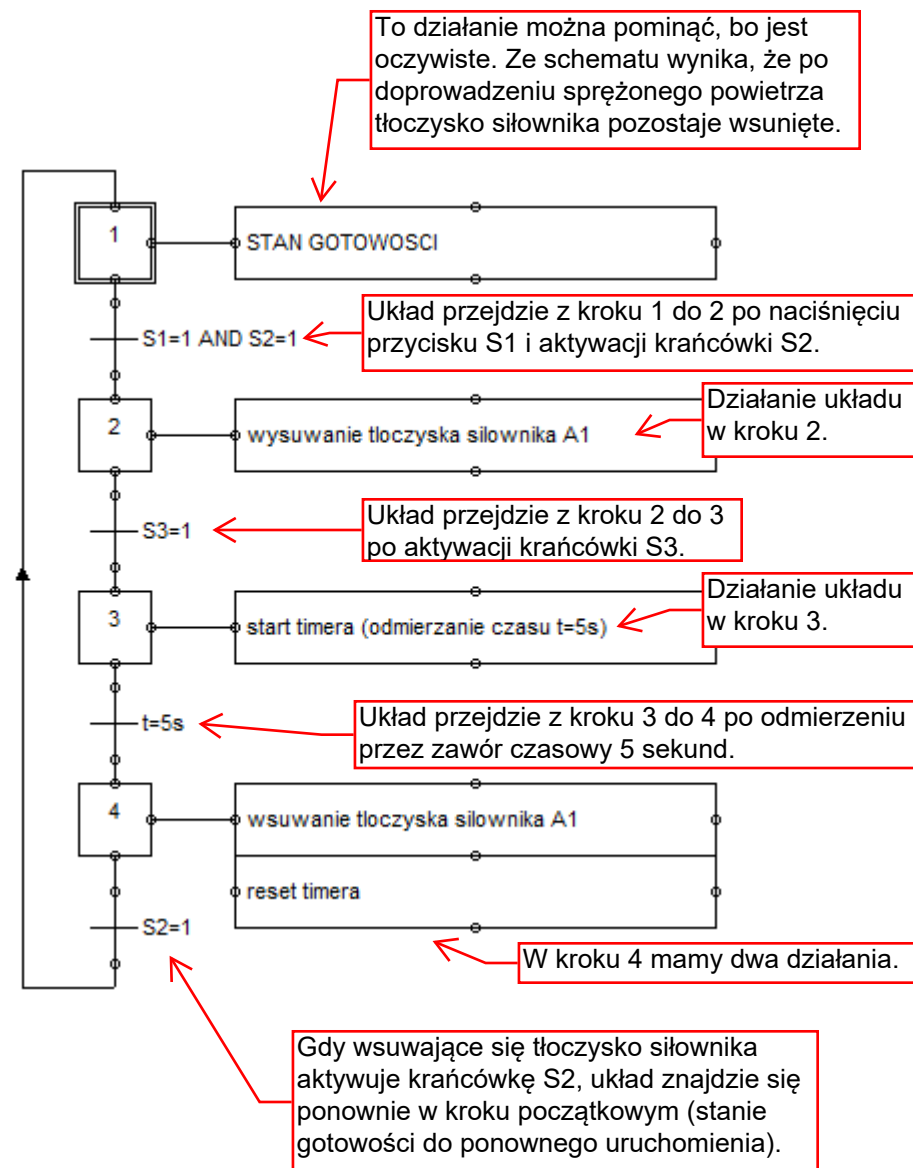 To działanie można pominąć, bo jest
oczywiste. Ze schematu wynika, że po
doprowadzeniu sprężonego powietrza
tłoczysko siłownika pozostaje wsunięte.
1
STAN GOTOWOSCI
S1=1 AND S2=1
Układ przejdzie z kroku 1 do 2 po naciśnięciu
przycisku S1 i aktywacji krańcówki S2.
2
wysuwanie tloczyska silownika A1
Działanie układu
w kroku 2.
S3=1
Układ przejdzie z kroku 2 do 3
po aktywacji krańcówki S3.
3
start timera (odmierzanie czasu t=5s)
Działanie układu
w kroku 3.
t=5s
Układ przejdzie z kroku 3 do 4 po odmierzeniu
przez zawór czasowy 5 sekund.
4
wsuwanie tloczyska silownika A1
reset timera
S2=1
W kroku 4 mamy dwa działania.
Gdy wsuwające się tłoczysko siłownika
aktywuje krańcówkę S2, układ znajdzie się
ponownie w kroku początkowym (stanie
gotowości do ponownego uruchomienia).